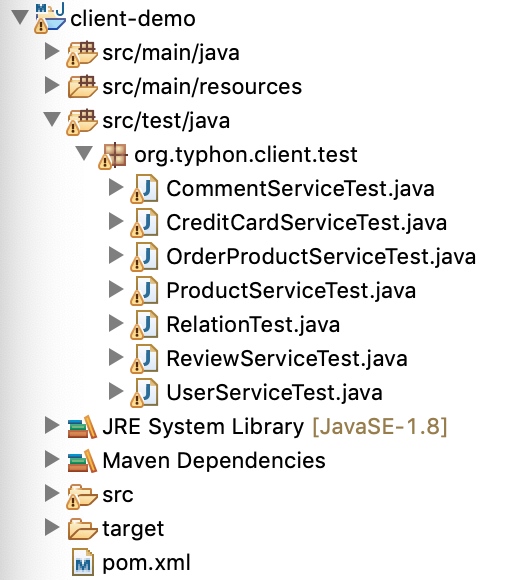 client-demo
src/main/java
src/main/resources
src/test/java
org.typhon.client.test
CommentServiceTest.java
CreditCardServiceTest.java
OrderProductServiceTest.java
ProductServiceTest.java
RelationTest.java
ReviewServiceTest.java
UserServiceTest.java
JRE System Library [JavaSE-1.8]
Maven Dependencies
src
target
pom.xml